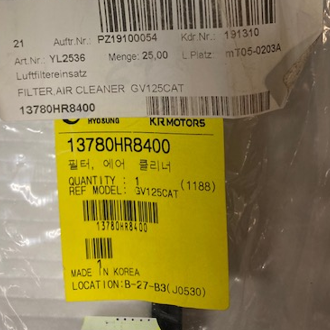 21 Auftr.Nr.: PZ19100054 Kdr.Nr.: 191310
Art.Nr.: YL2536 Menge: 25,00 L.Platz: mT05-0203A
Luftfiltereinsatz
FILTER.AIR CLEANER GV125CAT
13780HR8400
HYOSUNG KR MOTORS
13780HR8400
필터, 에어 클리너
QUANTITY : 1 (1188)
REF MODEL: GV125CAT
13780HR8400
MADE IN KOREA
LOCATION:B-27-B3(J0530)